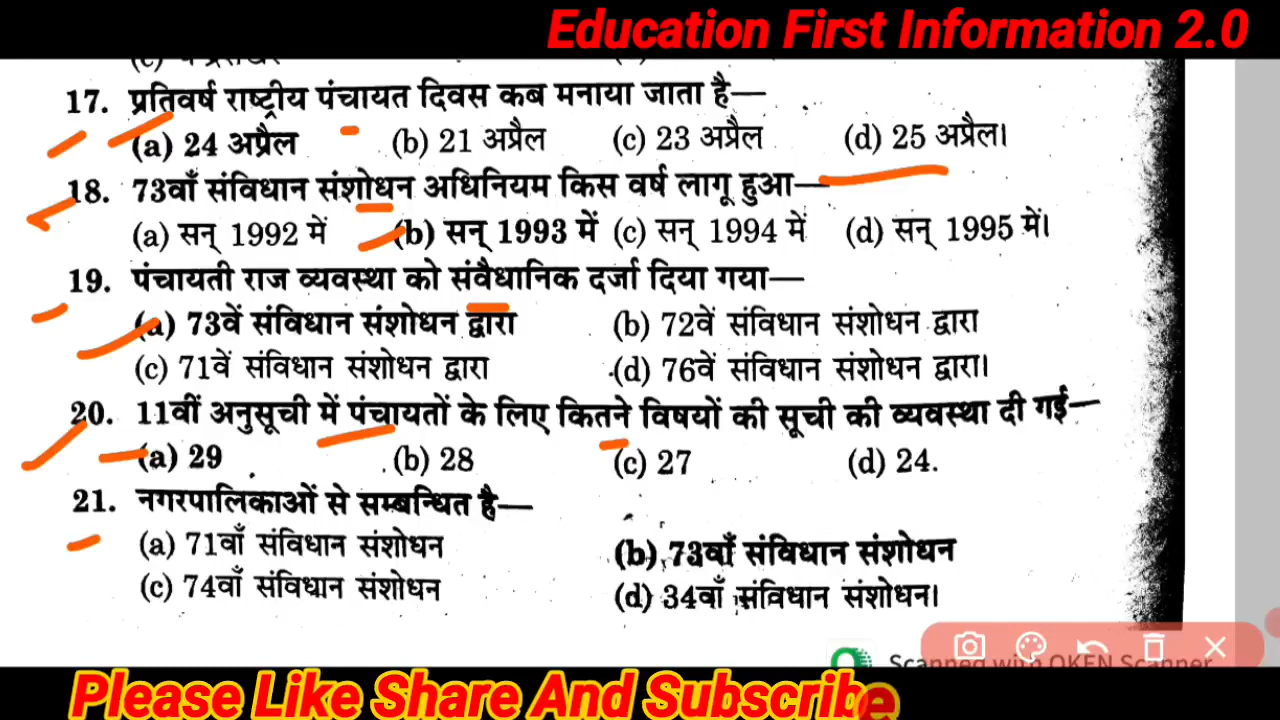 Education First Information 2.0
17. प्रतिवर्ष राष्ट्रीय पंचायत दिवस कब मनाया जाता है—
(a) 24 अप्रैल (b) 21 अप्रैल (c) 23 अप्रैल (d) 25 अप्रैल।
18. 73वाँ संविधान संशोधन अधिनियम किस वर्ष लागू हुआ—
(a) सन् 1992 में (b) सन् 1993 में (c) सन् 1994 में (d) सन् 1995 में।
19. पंचायती राज व्यवस्था को संवैधानिक दर्जा दिया गया—
(a) 73वें संविधान संशोधन द्वारा (b) 72वें संविधान संशोधन द्वारा
(c) 71वें संविधान संशोधन द्वारा (d) 76वें संविधान संशोधन द्वारा।
20. 11वीं अनुसूची में पंचायतों के लिए कितने विषयों की सूची की व्यवस्था दी गई—
(a) 29 (b) 28 (c) 27 (d) 24.
21. नगरपालिकाओं से सम्बन्धित है—
(a) 71वाँ संविधान संशोधन (b) 73वाँ संविधान संशोधन
(c) 74वाँ संविधान संशोधन (d) 34वाँ संविधान संशोधन।
Scanned with OKEN Scanner
Please Like Share And Subscribe